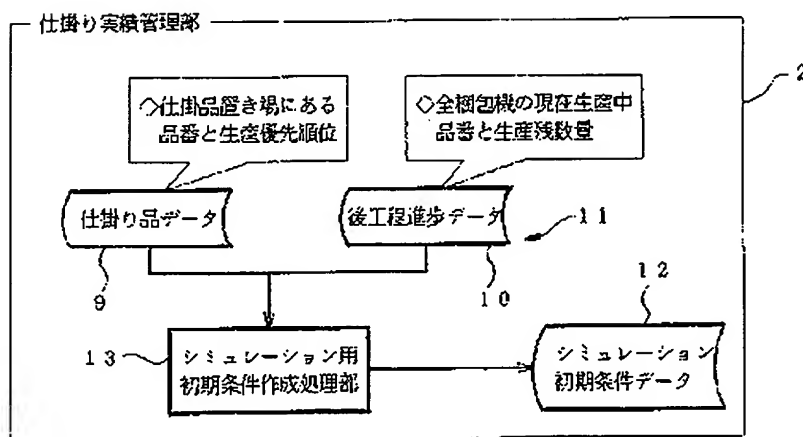 仕掛り実績管理部
2
◇仕掛品置き場にある
品番と生産優先順位
◇全梱包機の現在生産中
品番と生産残数量
仕掛り品データ
後工程進歩データ
11
9
10
12
13
シミュレーション用
初期条件作成処理部
シミュレーション
初期条件データ